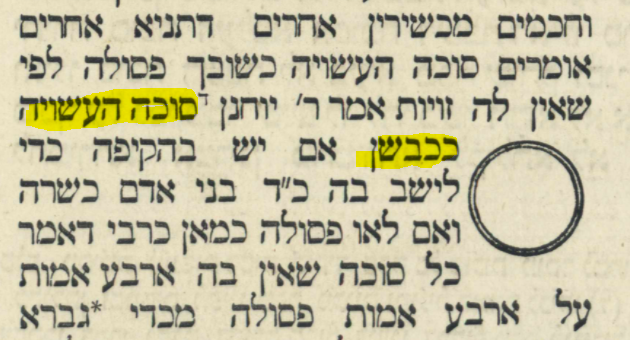 וחכמים מכשירין אחרים דתניא אחרים
אומרים סוכה העשויה כשובך פסולה לפי
שאין לה זויות אמר ר׳ יוחנן ד סוכה העשויה
ככבשן אם יש בהקיפה כדי
לישב בה כ״ד בני אדם כשרה
ואם לאו פסולה כמאן כרבי דאמר
כל סוכה שאין בה ארבע אמות
על ארבע אמות פסולה מכדי *גברא